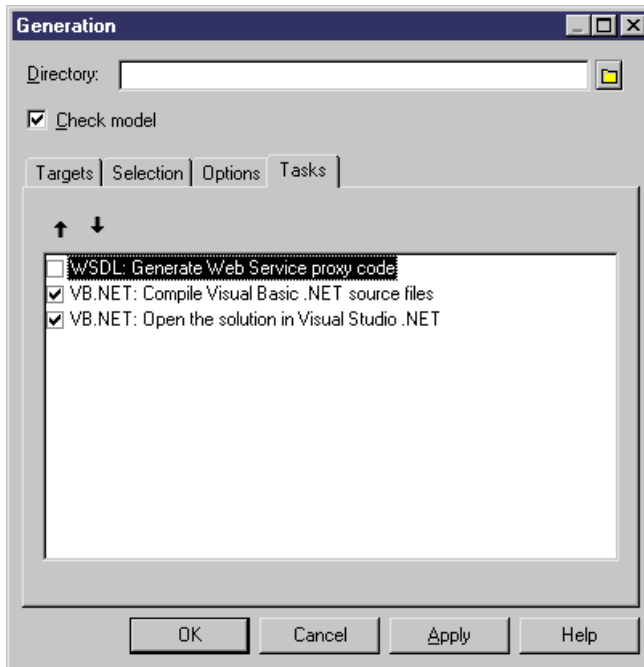 Generation
Directory:
Check model
Targets Selection Options Tasks
WSDL: Generate Web Service proxy code
VB.NET: Compile Visual Basic .NET source files
VB.NET: Open the solution in Visual Studio .NET
OK Cancel Apply Help